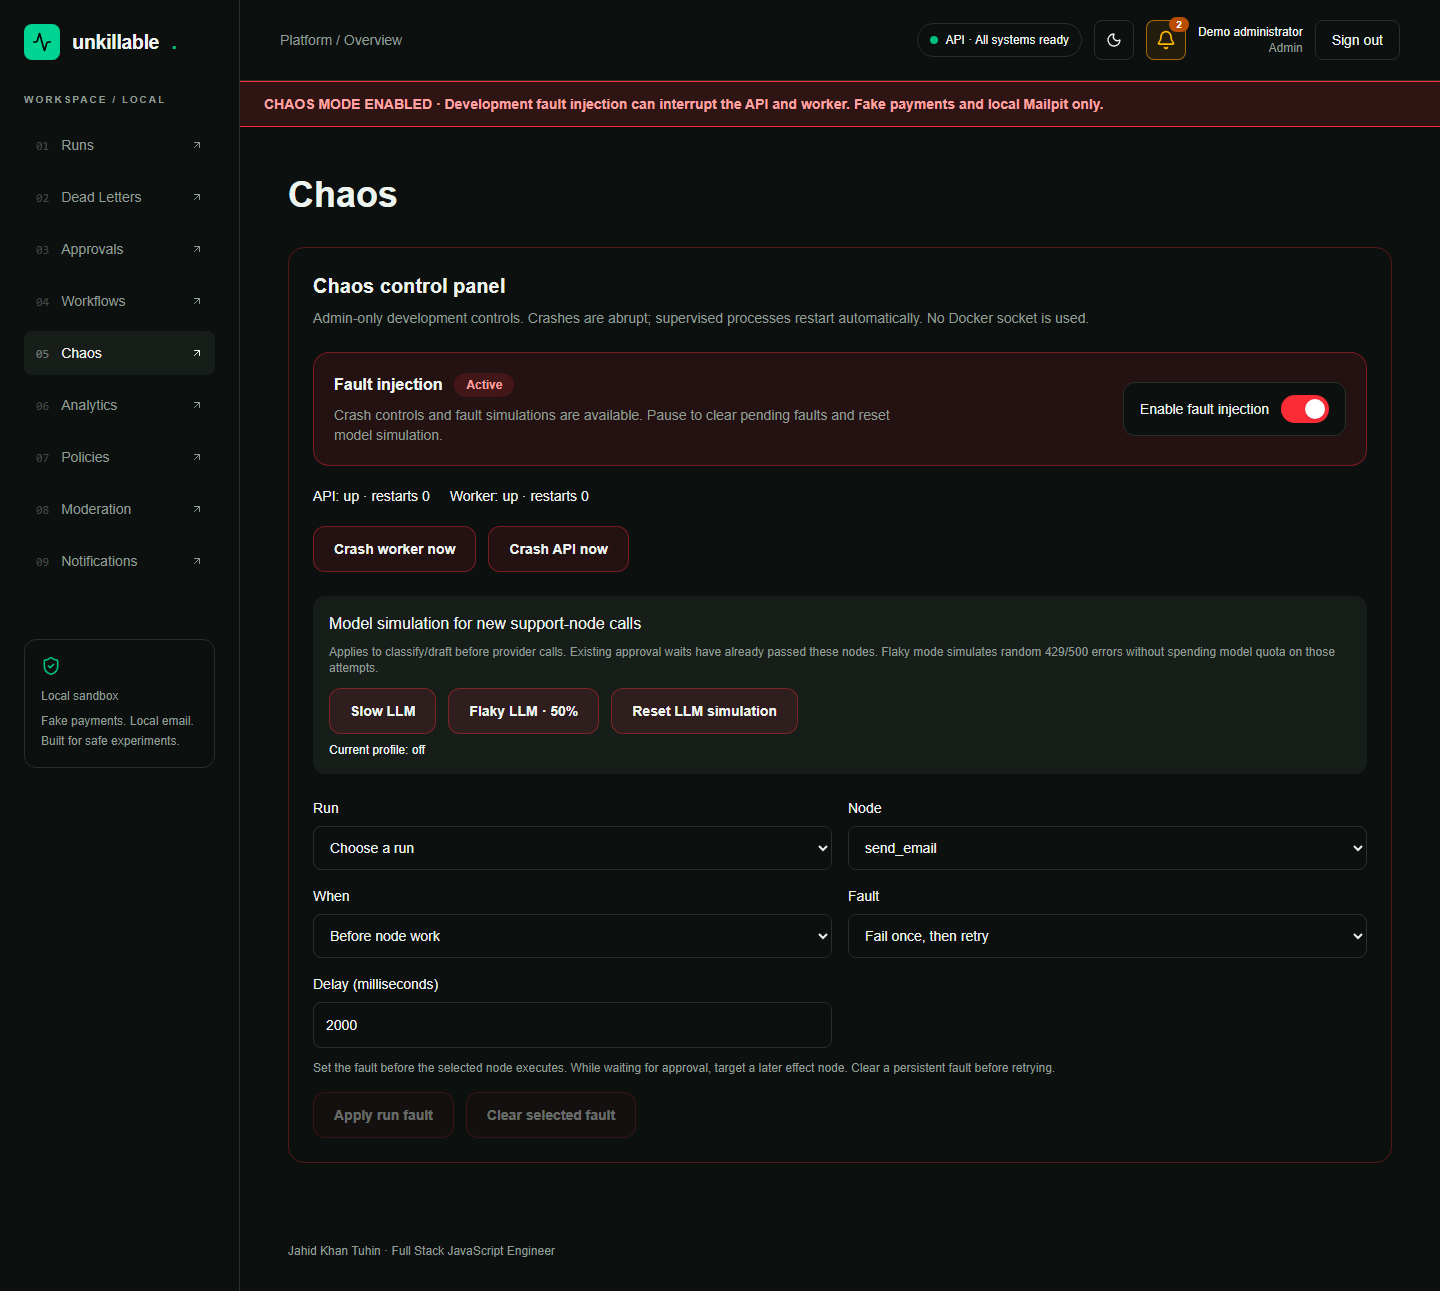 unkillable .
WORKSPACE / LOCAL
01 Runs
02 Dead Letters
03 Approvals
04 Workflows
05 Chaos
06 Analytics
07 Policies
08 Moderation
09 Notifications
Local sandbox
Fake payments. Local email.
Built for safe experiments.
Platform / Overview
API · All systems ready
2
Demo administrator
Admin
Sign out
CHAOS MODE ENABLED · Development fault injection can interrupt the API and worker. Fake payments and local Mailpit only.
Chaos
Chaos control panel
Admin-only development controls. Crashes are abrupt; supervised processes restart automatically. No Docker socket is used.
Fault injection Active
Crash controls and fault simulations are available. Pause to clear pending faults and reset
model simulation.
Enable fault injection
API: up · restarts 0 Worker: up · restarts 0
Crash worker now Crash API now
Model simulation for new support-node calls
Applies to classify/draft before provider calls. Existing approval waits have already passed these nodes. Flaky mode simulates random 429/500 errors without spending model quota on those
attempts.
Slow LLM Flaky LLM · 50% Reset LLM simulation
Current profile: off
Run Node
Choose a run send_email
When Fault
Before node work Fail once, then retry
Delay (milliseconds)
2000
Set the fault before the selected node executes. While waiting for approval, target a later effect node. Clear a persistent fault before retrying.
Apply run fault Clear selected fault
Jahid Khan Tuhin · Full Stack JavaScript Engineer